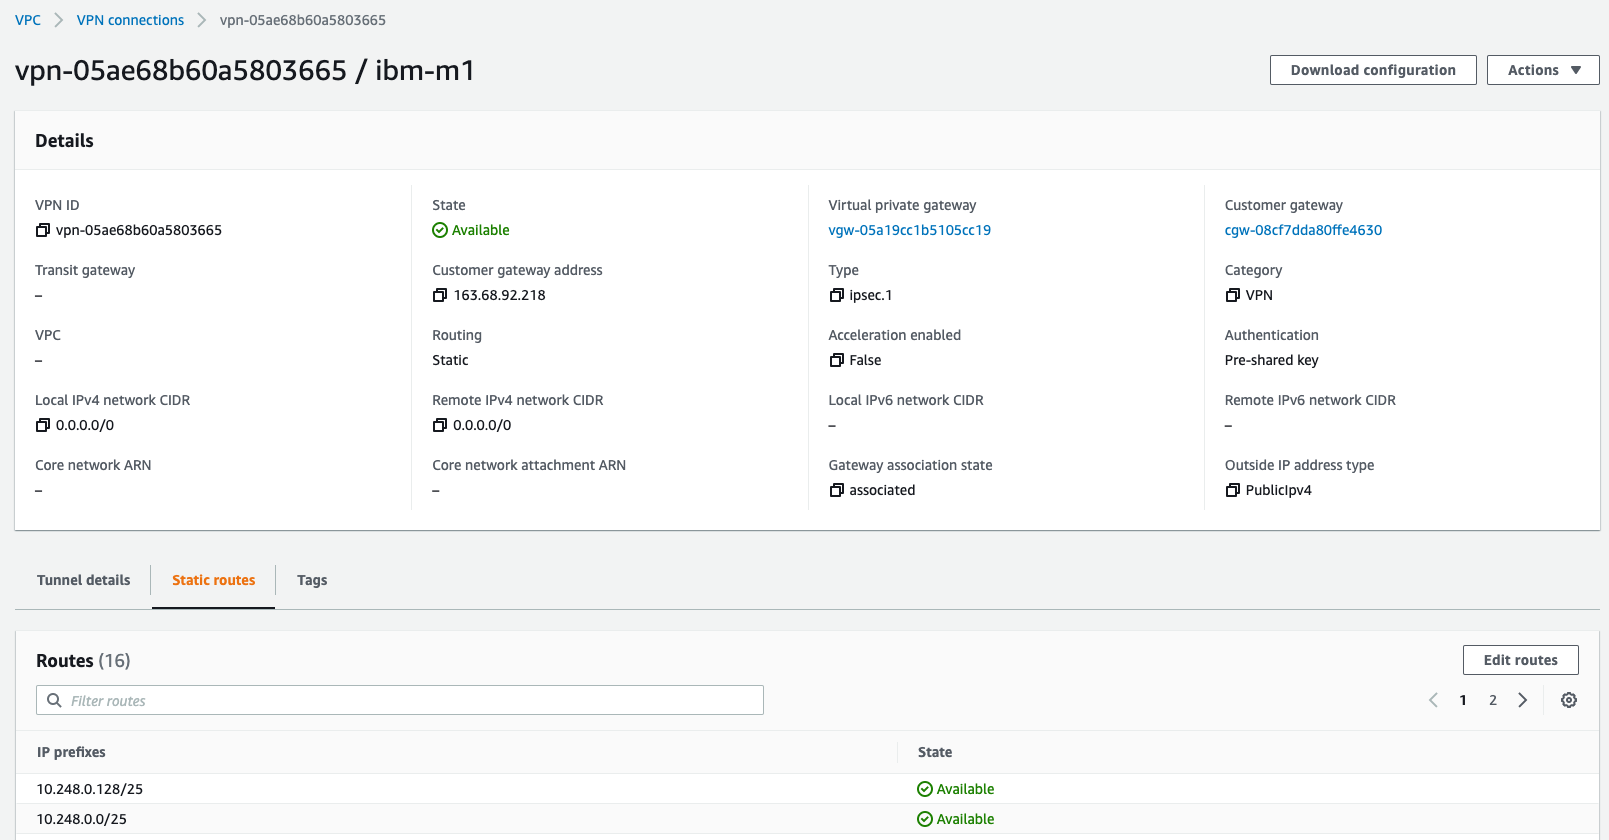 VPC > VPN connections > vpn-05ae68b60a5803665
vpn-05ae68b60a5803665 / ibm-m1
Download configuration
Actions
Details
VPN ID
vpn-05ae68b60a5803665
State
Available
Virtual private gateway
vgw-05a19cc1b5105cc19
Customer gateway
cgw-08cf7dda80ffe4630
Transit gateway
–
Customer gateway address
163.68.92.218
Type
ipsec.1
Category
VPN
VPC
–
Routing
Static
Acceleration enabled
False
Authentication
Pre-shared key
Local IPv4 network CIDR
0.0.0.0/0
Remote IPv4 network CIDR
0.0.0.0/0
Local IPv6 network CIDR
–
Remote IPv6 network CIDR
–
Core network ARN
–
Core network attachment ARN
–
Gateway association state
associated
Outside IP address type
PublicIpv4
Tunnel details
Static routes
Tags
Routes (16)
Edit routes
Filter routes
1 2
IP prefixes State
10.248.0.128/25 Available
10.248.0.0/25 Available